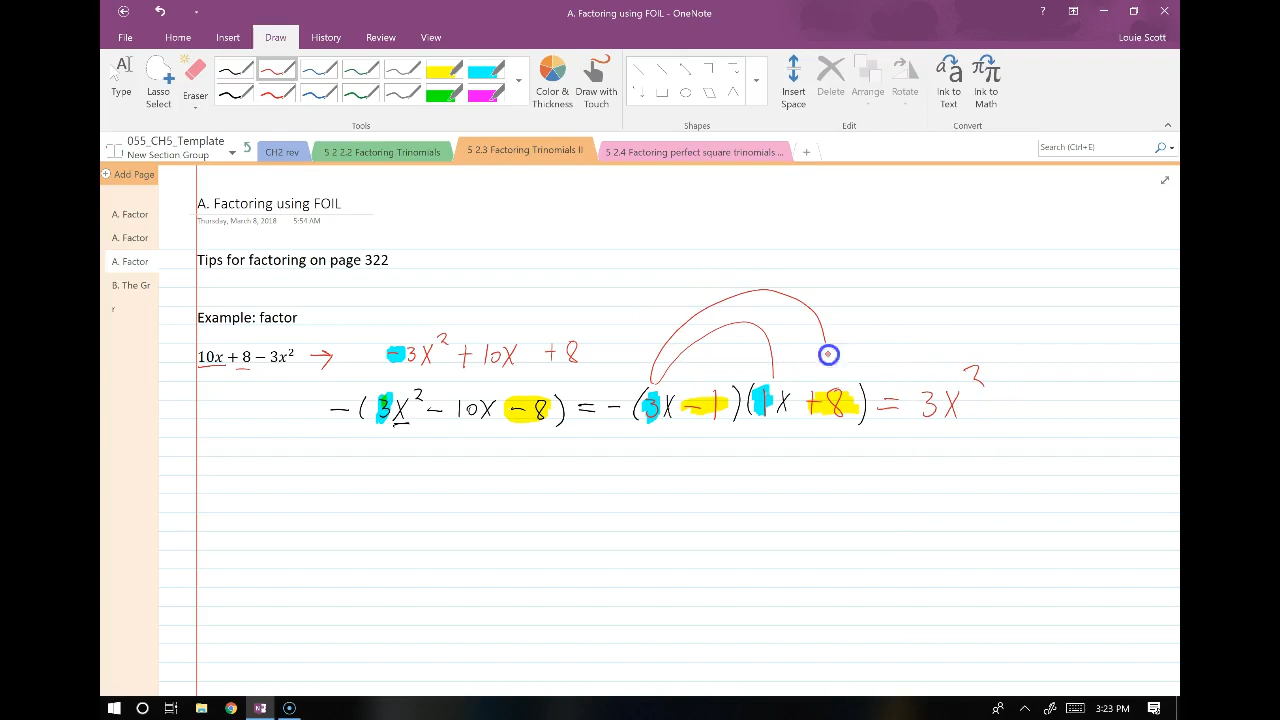 A. Factoring using FOIL - OneNote
File Home Insert Draw History Review View Louie Scott
Type Lasso Select Eraser Color & Thickness Draw with Touch Insert Space Delete Arrange Rotate Ink to Text Ink to Math
Tools Shapes Edit Convert
055_CH5_Template
New Section Group
CH2 rev 5 2 2.2 Factoring Trinomials 5 2.3 Factoring Trinomials II 5 2.4 Factoring perfect square trinomials ... + Search (Ctrl+E)
Add Page
A. Factor
A. Factor
A. Factor
B. The Gr
r
A. Factoring using FOIL
Thursday, March 8, 2018 5:54 AM
Tips for factoring on page 322
Example: factor
10x + 8 − 3x² → −3x² + 10x + 8
−(3x² − 10x − 8) = −(3x − 1)(1x + 8) = 3x²
3:23 PM